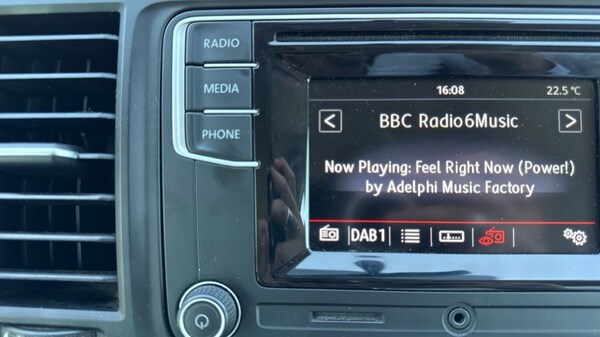 RADIO
MEDIA
PHONE
16:08
22.5 °C
< BBC Radio6Music >
Now Playing: Feel Right Now (Power!)
by Adelphi Music Factory
DAB1